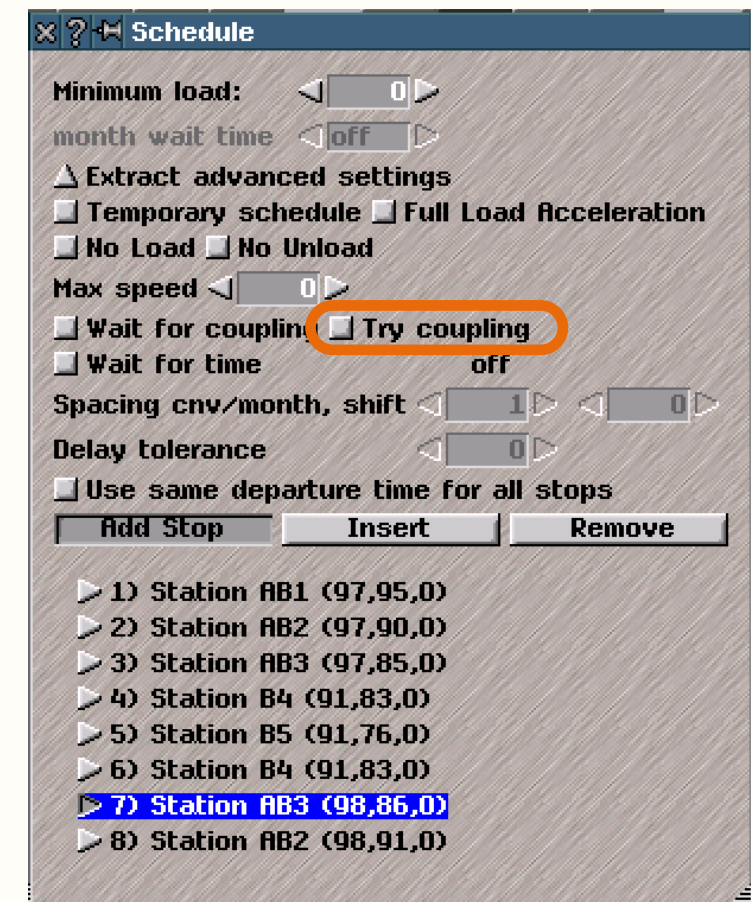 Schedule
Minimum load: 0
month wait time off
Extract advanced settings
Temporary schedule Full Load Acceleration
No Load No Unload
Max speed 0
Wait for coupling Try coupling
Wait for time off
Spacing cnv/month, shift 1 0
Delay tolerance 0
Use same departure time for all stops
Add Stop Insert Remove
1) Station AB1 (97,95,0)
2) Station AB2 (97,90,0)
3) Station AB3 (97,85,0)
4) Station B4 (91,83,0)
5) Station B5 (91,76,0)
6) Station B4 (91,83,0)
7) Station AB3 (98,86,0)
8) Station AB2 (98,91,0)